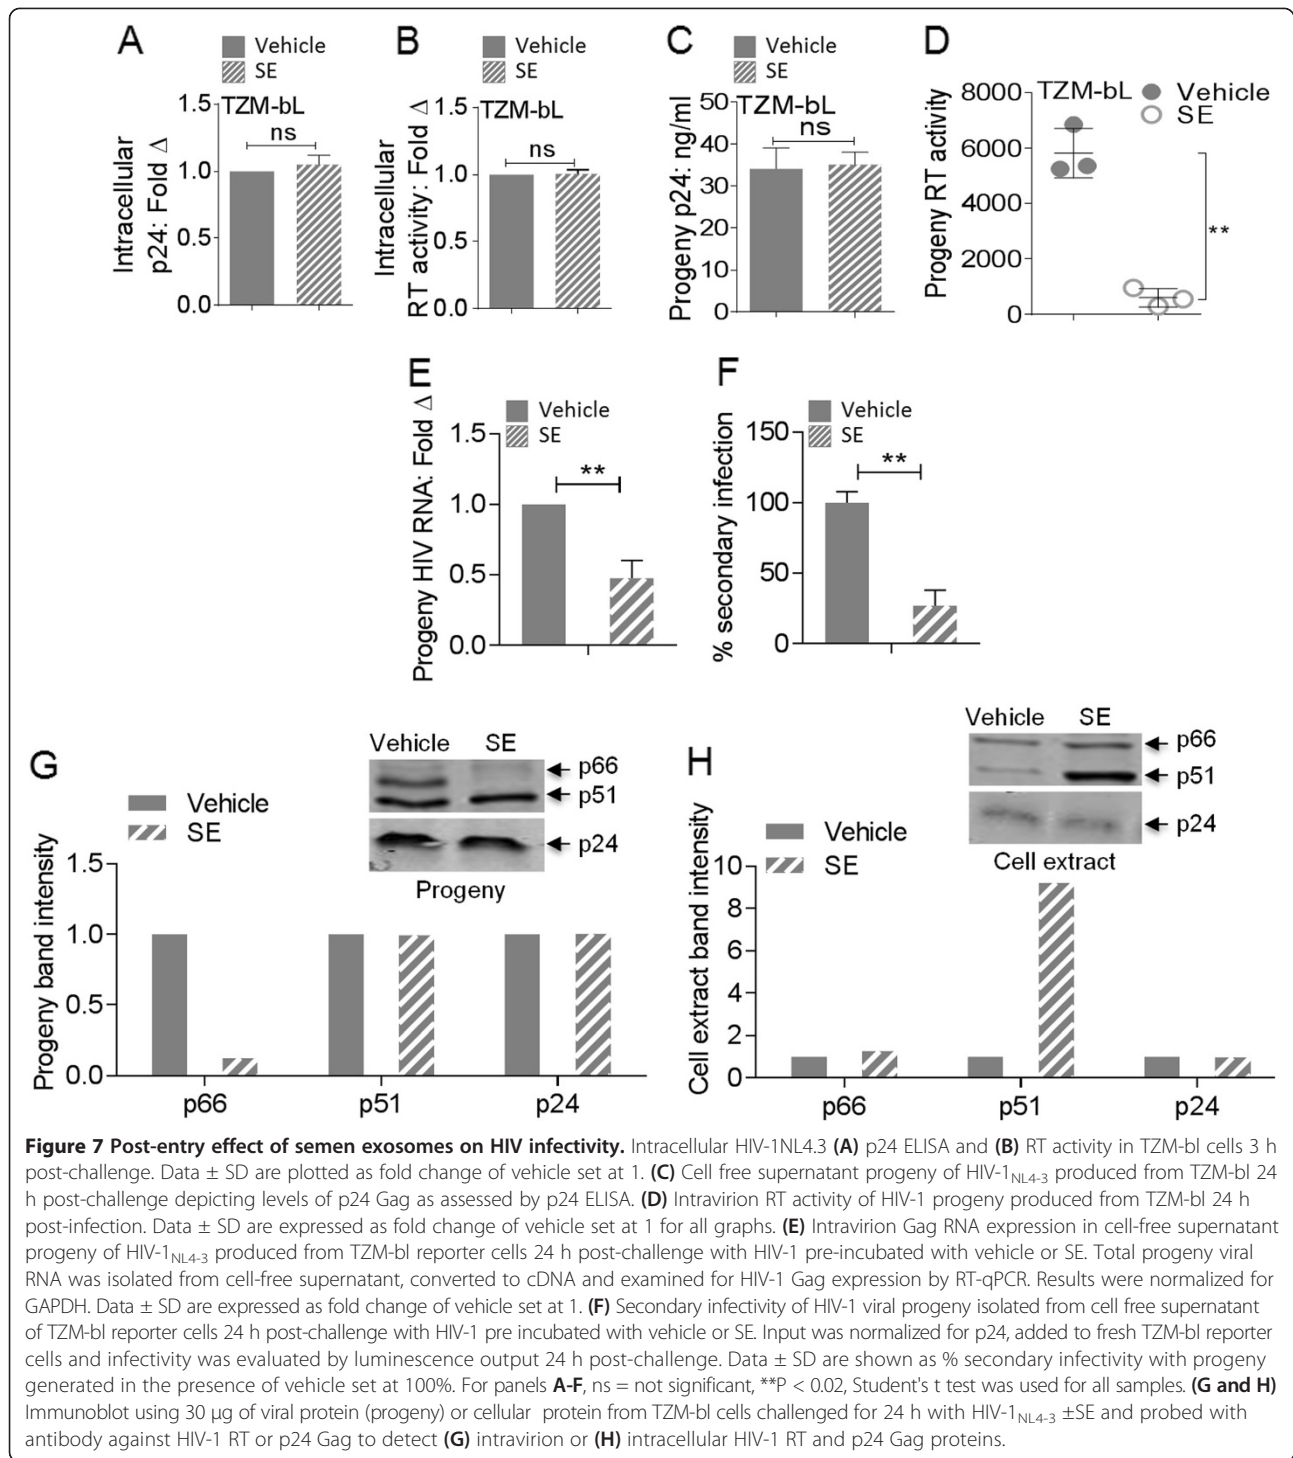 A
Vehicle
SE
TZM-bL
ns
Intracellular
p24: Fold Δ
1.5
1.0
0.5
0.0
B
Vehicle
SE
TZM-bL
ns
Intracellular
RT activity: Fold Δ
1.5
1.0
0.5
0.0
C
Vehicle
SE
TZM-bL
ns
Progeny p24: ng/ml
50
40
30
20
10
0
D
TZM-bL
Vehicle
SE
**
Progeny RT activity
8000
6000
4000
2000
0
E
Vehicle
SE
**
Progeny HIV RNA: Fold Δ
1.5
1.0
0.5
0.0
F
Vehicle
SE
**
% secondary infection
150
100
50
0
G
Vehicle
SE
Vehicle SE
p66
p51
p24
Progeny
Progeny band intensity
1.5
1.0
0.5
0.0
p66 p51 p24
H
Vehicle
SE
Vehicle SE
p66
p51
p24
Cell extract
Cell extract band intensity
10
8
6
4
2
0
p66 p51 p24
Figure 7 Post-entry effect of semen exosomes on HIV infectivity. Intracellular HIV-1NL4.3 (A) p24 ELISA and (B) RT activity in TZM-bl cells 3 h
post-challenge. Data ± SD are plotted as fold change of vehicle set at 1. (C) Cell free supernatant progeny of HIV-1NL4-3 produced from TZM-bl 24
h post-challenge depicting levels of p24 Gag as assessed by p24 ELISA. (D) Intravirion RT activity of HIV-1 progeny produced from TZM-bl 24 h
post-infection. Data ± SD are expressed as fold change of vehicle set at 1 for all graphs. (E) Intravirion Gag RNA expression in cell-free supernatant
progeny of HIV-1NL4-3 produced from TZM-bl reporter cells 24 h post-challenge with HIV-1 pre-incubated with vehicle or SE. Total progeny viral
RNA was isolated from cell-free supernatant, converted to cDNA and examined for HIV-1 Gag expression by RT-qPCR. Results were normalized for
GAPDH. Data ± SD are expressed as fold change of vehicle set at 1. (F) Secondary infectivity of HIV-1 viral progeny isolated from cell free supernatant
of TZM-bl reporter cells 24 h post-challenge with HIV-1 pre incubated with vehicle or SE. Input was normalized for p24, added to fresh TZM-bl reporter
cells and infectivity was evaluated by luminescence output 24 h post-challenge. Data ± SD are shown as % secondary infectivity with progeny
generated in the presence of vehicle set at 100%. For panels A-F, ns = not significant, **P < 0.02, Student's t test was used for all samples. (G and H)
Immunoblot using 30 µg of viral protein (progeny) or cellular protein from TZM-bl cells challenged for 24 h with HIV-1NL4-3 ±SE and probed with
antibody against HIV-1 RT or p24 Gag to detect (G) intravirion or (H) intracellular HIV-1 RT and p24 Gag proteins.